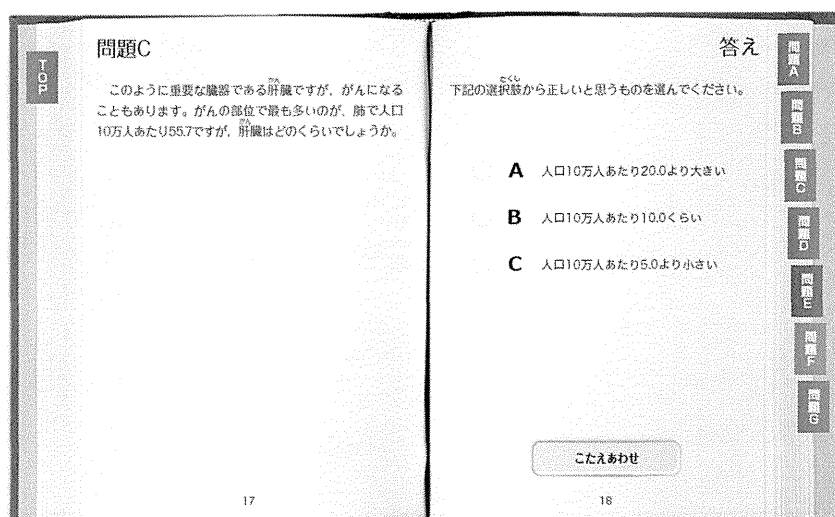 TOP
問題C
このように重要な臓器である肝臓ですが、がんになる
こともあります。がんの部位で最も多いのが、肺で人口
10万人あたり55.7ですが、肝臓はどのくらいでしょうか。
17
答え
下記の選択肢から正しいと思うものを選んでください。
A 人口10万人あたり20.0より大きい
B 人口10万人あたり10.0くらい
C 人口10万人あたり5.0より小さい
こたえあわせ
18
問題A
問題B
問題C
問題D
問題E
問題F
問題G